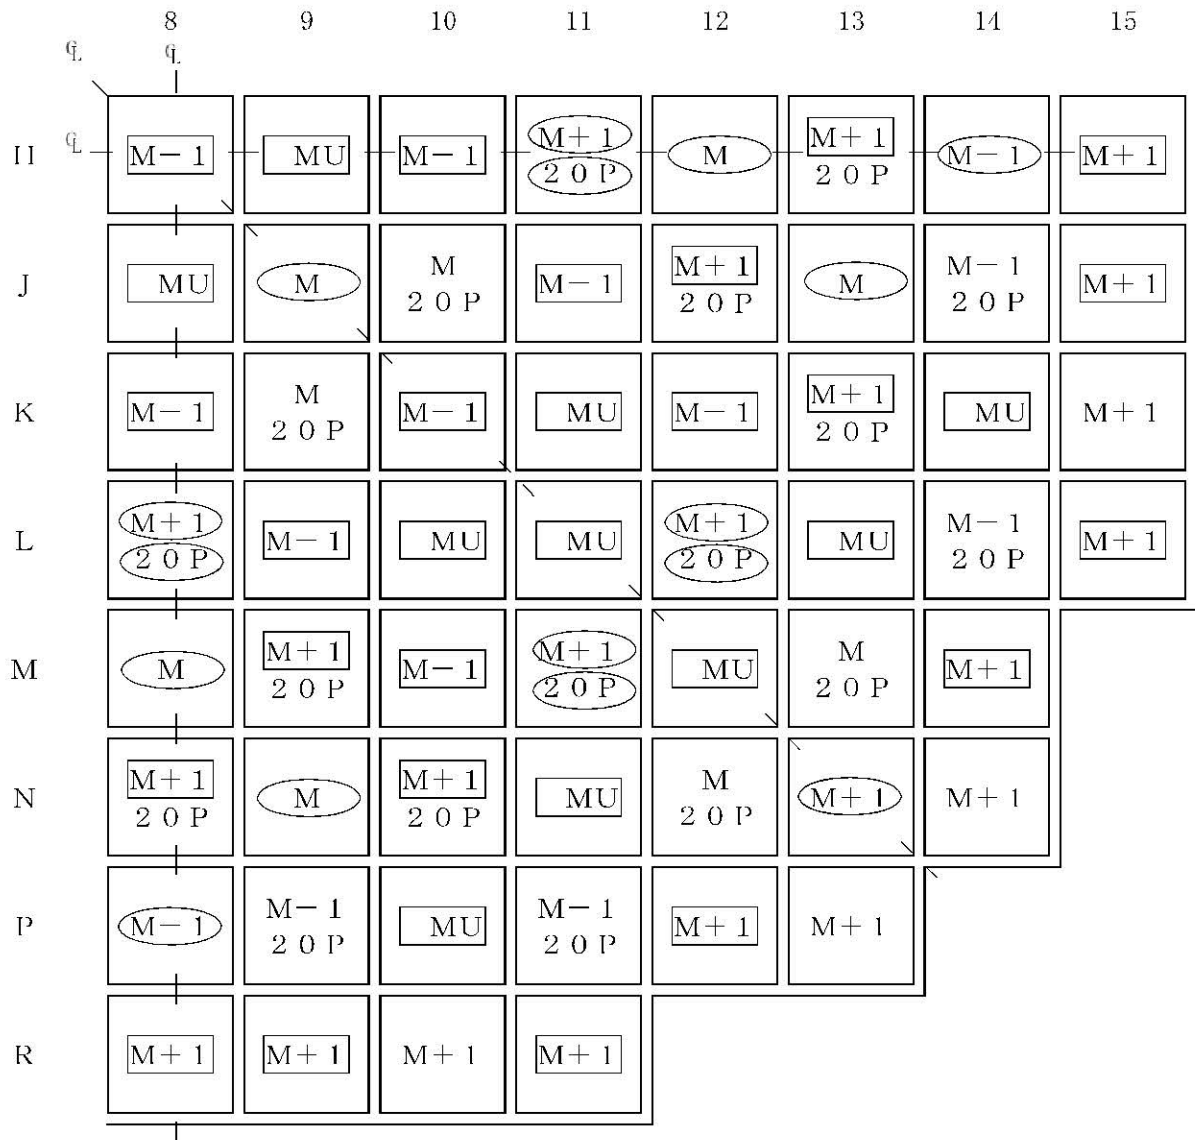 8 9 10 11 12 13 14 15
℄
℄
H ℄ M-1 MU M-1 M+1 M M+1 M-1 M+1
20P 20P
J MU M M M-1 M+1 M M-1 M+1
20P 20P 20P
K M-1 M M-1 MU M-1 M+1 MU M+1
20P 20P
L M+1 M-1 MU MU M+1 MU M-1 M+1
20P 20P 20P
M M M+1 M-1 M+1 MU M M+1
20P 20P 20P
N M+1 M M+1 MU M M+1 M+1
20P 20P 20P
P M-1 M-1 MU M-1 M+1 M+1
20P 20P
R M+1 M+1 M+1 M+1